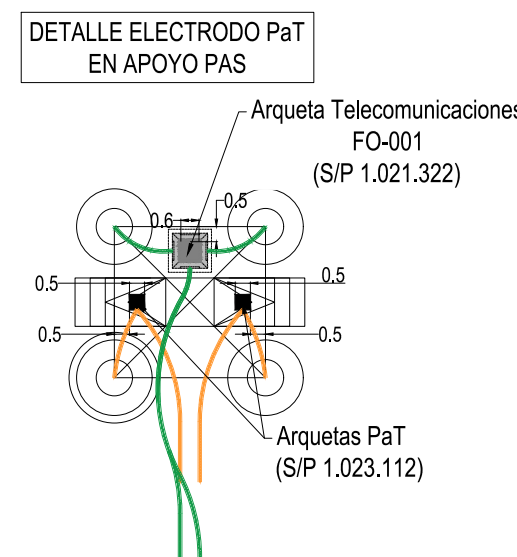 DETALLE ELECTRODO PaT
EN APOYO PAS
Arqueta Telecomunicaciones
FO-001
(S/P 1.021.322)
0.5
0.6
0.5
0.5
0.5
0.5
Arquetas PaT
(S/P 1.023.112)